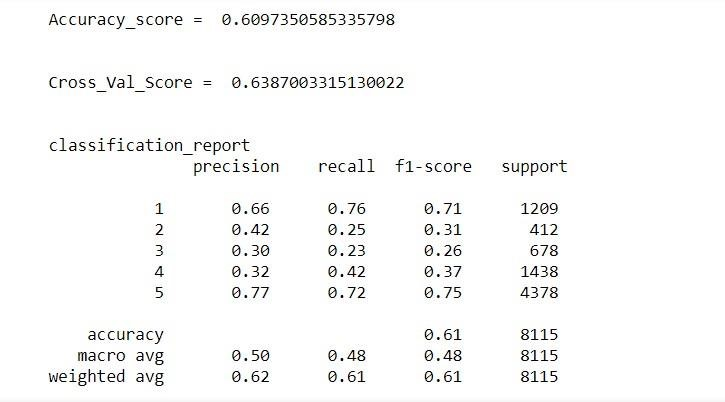 Accuracy_score = 0.6097350585335798
Cross_Val_Score = 0.6387003315130022
classification_report
precision recall f1-score support
1 0.66 0.76 0.71 1209
2 0.42 0.25 0.31 412
3 0.30 0.23 0.26 678
4 0.32 0.42 0.37 1438
5 0.77 0.72 0.75 4378
accuracy 0.61 8115
macro avg 0.50 0.48 0.48 8115
weighted avg 0.62 0.61 0.61 8115